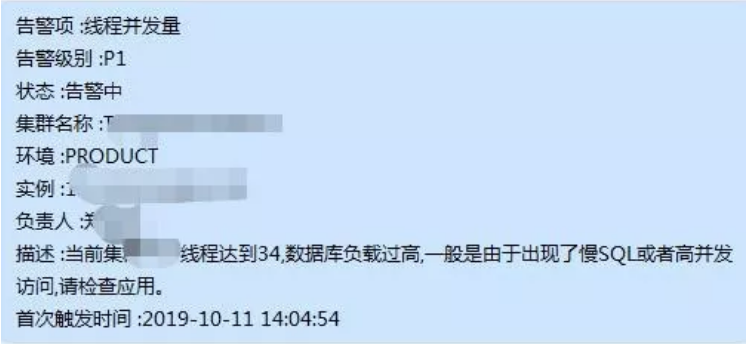 告警项 :线程并发量
告警级别 :P1
状态 :告警中
集群名称 :T
环境 :PRODUCT
实例 :1
负责人 :郑
描述 :当前集 线程达到34,数据库负载过高,一般是由于出现了慢SQL或者高并发
访问,请检查应用。
首次触发时间 :2019-10-11 14:04:54